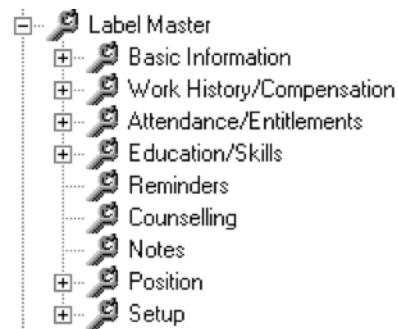 Label Master
Basic Information
Work History/Compensation
Attendance/Entitlements
Education/Skills
Reminders
Counselling
Notes
Position
Setup